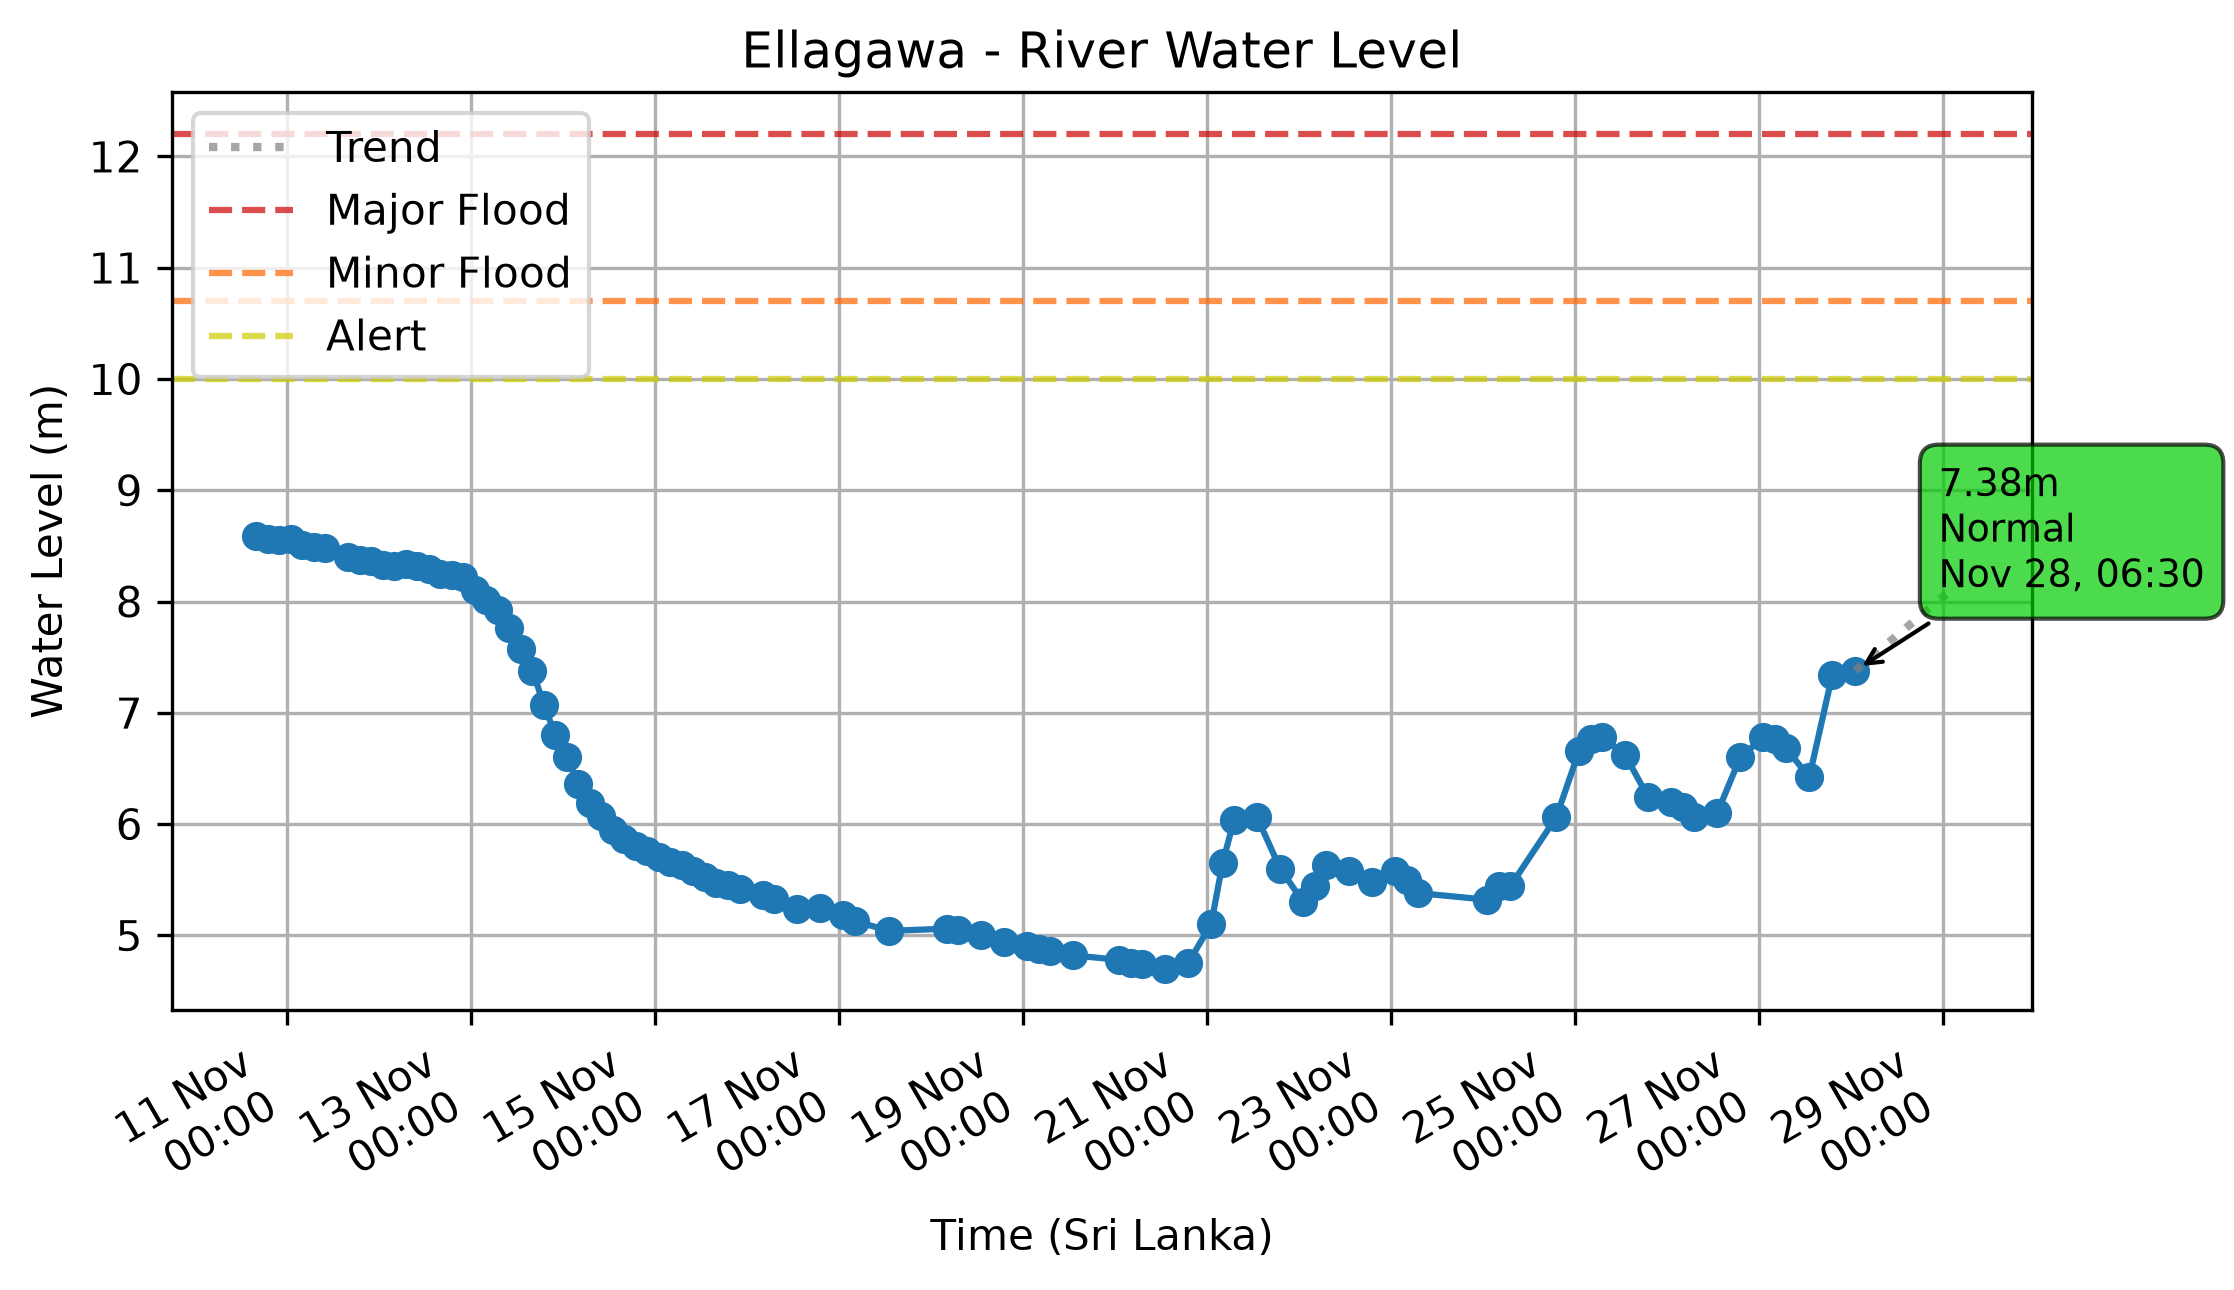 Ellagawa - River Water Level
Trend
Major Flood
Minor Flood
Alert
12
11
10
9
8
7
6
5
Water Level (m)
7.38m
Normal
Nov 28, 06:30
11 Nov
00:00
13 Nov
00:00
15 Nov
00:00
17 Nov
00:00
19 Nov
00:00
21 Nov
00:00
23 Nov
00:00
25 Nov
00:00
27 Nov
00:00
29 Nov
00:00
Time (Sri Lanka)